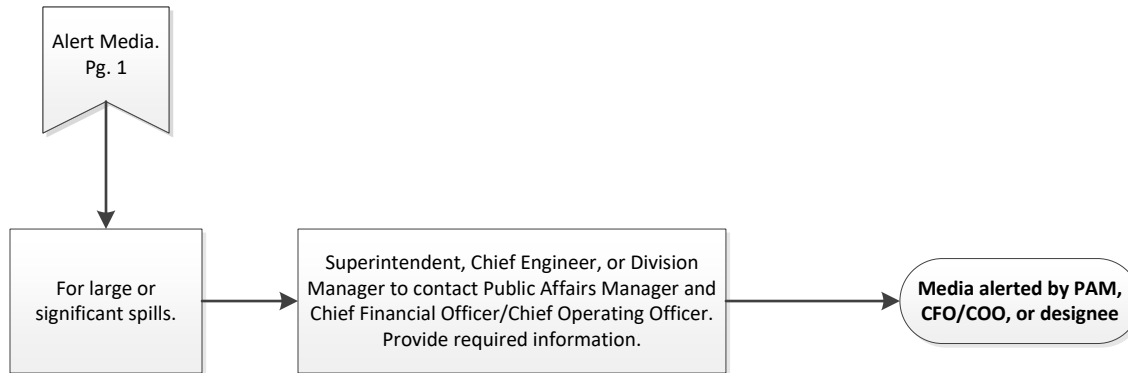 Alert Media.
Pg. 1
For large or
significant spills.
Superintendent, Chief Engineer, or Division
Manager to contact Public Affairs Manager and
Chief Financial Officer/Chief Operating Officer.
Provide required information.
Media alerted by PAM,
CFO/COO, or designee